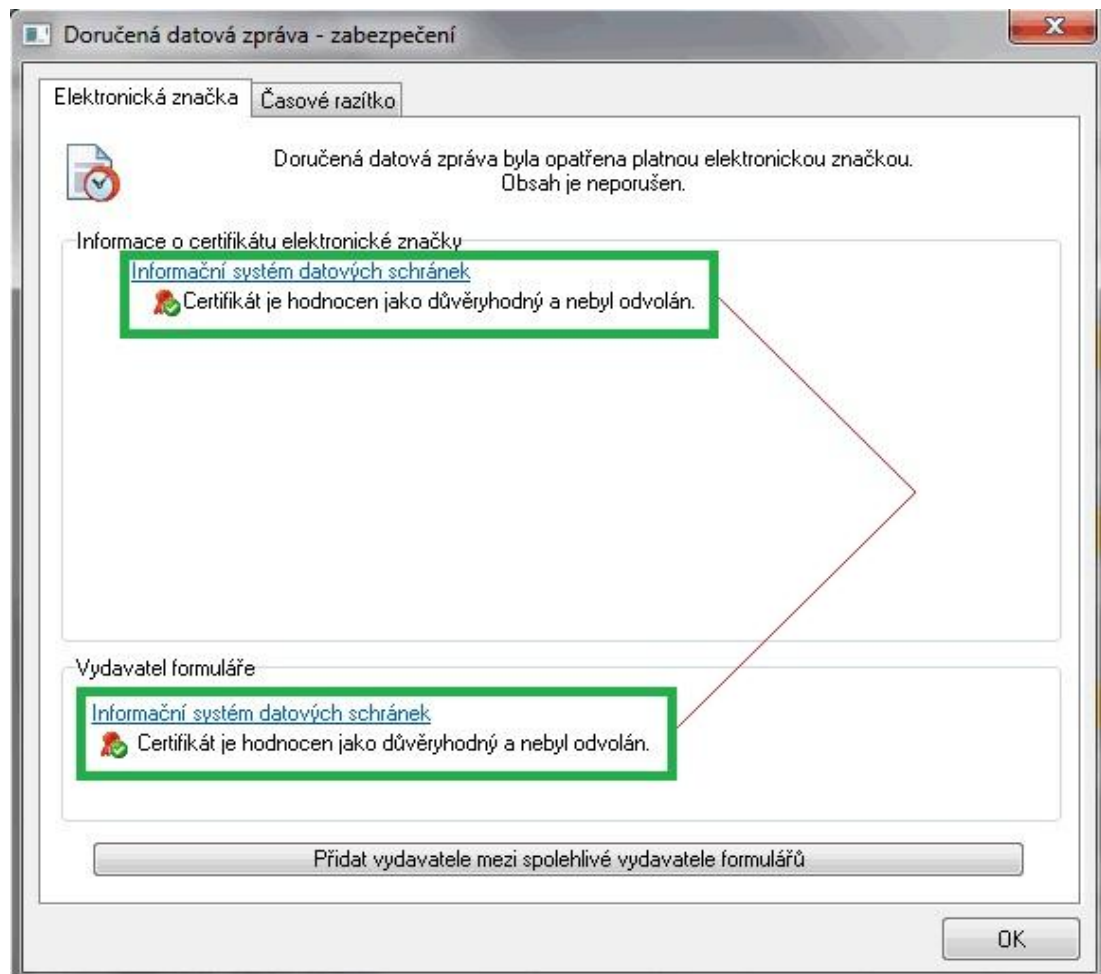 Doručená datová zpráva - zabezpečení
Elektronická značka
Časové razítko
Doručená datová zpráva byla opatřena platnou elektronickou značkou.
Obsah je neporušen.
Informace o certifikátu elektronické značky
Informační systém datových schránek
Certifikát je hodnocen jako důvěryhodný a nebyl odvolán.
Vydavatel formuláře
Informační systém datových schránek
Certifikát je hodnocen jako důvěryhodný a nebyl odvolán.
Přidat vydavatele mezi spolehlivé vydavatele formulářů
OK